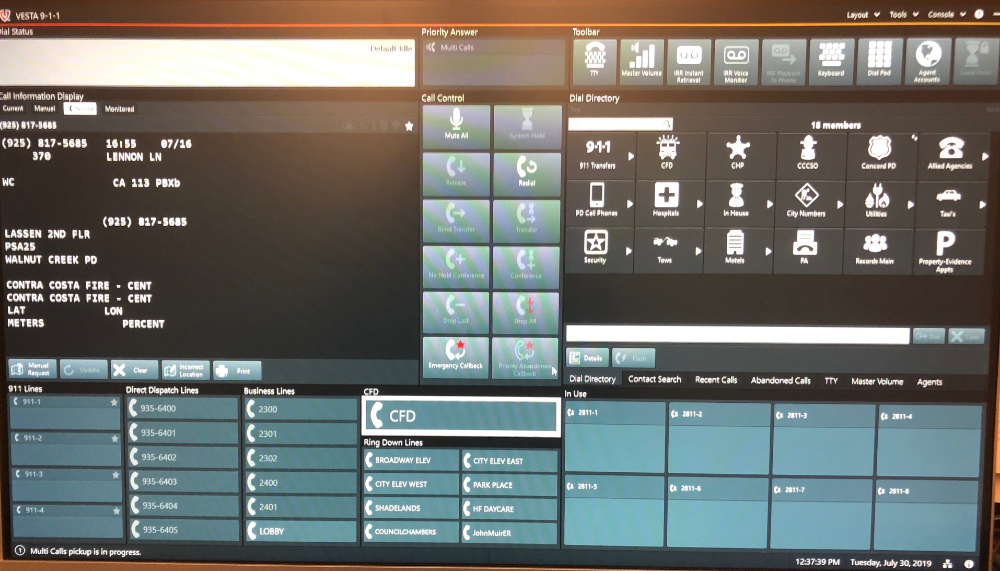 VESTA 9-1-1
Layout Tools Console
Dial Status
Default Idle
Priority Answer
Multi Calls
Toolbar
TTY
Master Volume
IRR Instant
Retrieval
IRR Voice
Monitor
IRR Playback
To Phone
Keyboard
Dial Pad
Agent
Accounts
Call Information Display
Current Manual Monitored
(925) 817-5685
(925) 817-5685 16:55 07/16
370 LENNON LN
WC CA 113 PBXb
(925) 817-5685
LASSEN 2ND FLR
PSA25
WALNUT CREEK PD
CONTRA COSTA FIRE - CENT
CONTRA COSTA FIRE - CENT
LAT LON
METERS PERCENT
Manual
Request
Update
Clear
Incorrect
Location
Print
Call Control
Mute All
System Hold
Release
Redial
Blind Transfer
Transfer
No Hold Conference
Conference
Drop Last
Drop All
Emergency Callback
Priority Abandoned
Callback
Dial Directory
Top
18 members
9-1-1
911 Transfers
CFD
CHP
CCCSO
Concord PD
Allied Agencies
PD Cell Phones
Hospitals
In House
City Numbers
Utilities
Taxi's
Security
Tows
Motels
PA
Records Main
P
Property-Evidence
Appts
Dial
Clear
Details
Flash
Dial Directory Contact Search Recent Calls Abandoned Calls TTY Master Volume Agents
911 Lines
911-1
911-2
911-3
911-4
Direct Dispatch Lines
935-6400
935-6401
935-6402
935-6403
935-6404
935-6405
Business Lines
2300
2301
2302
2400
2401
LOBBY
CFD
CFD
Ring Down Lines
BROADWAY ELEV
CITY ELEV EAST
CITY ELEV WEST
PARK PLACE
SHADELANDS
HF DAYCARE
COUNCILCHAMBERS
JohnMuirER
In Use
2811-1
2811-2
2811-3
2811-4
2811-5
2811-6
2811-7
2811-8
1 Multi Calls pickup is in progress.
12:37:39 PM Tuesday, July 30, 2019